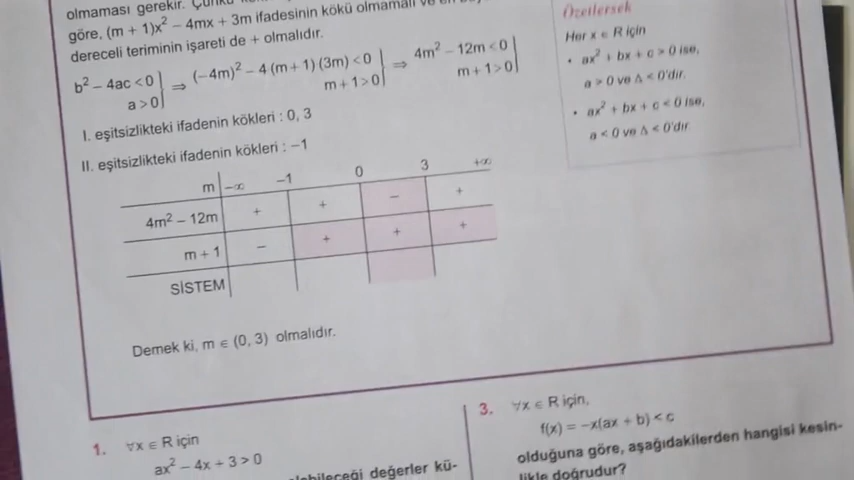 olmaması gerekir. Çünkü
göre, (m + 1)x² – 4mx + 3m ifadesinin kökü olmamalı ve en
dereceli teriminin işareti de + olmalıdır.
b² – 4ac < 0 } ⇒ (–4m)² – 4 (m + 1) (3m) < 0 } ⇒ 4m² – 12m < 0
a > 0 } m + 1 > 0 } m + 1 > 0
I. eşitsizlikteki ifadenin kökleri : 0, 3
II. eşitsizlikteki ifadenin kökleri : –1
m –∞ –1 0 3 +∞
4m² – 12m + + – +
m + 1 – + + +
SİSTEM
Demek ki, m ∈ (0, 3) olmalıdır.
Özetlersek
Her x ∈ R için
• ax² + bx + c > 0 ise,
a > 0 ve Δ < 0'dır.
• ax² + bx + c < 0 ise,
a < 0 ve Δ < 0'dır
1. ∀x ∈ R için
ax² – 4x + 3 > 0
değerler kü-
3. ∀x ∈ R için,
f(x) = –x(ax + b) < c
olduğuna göre, aşağıdakilerden hangisi kesin-
likle doğrudur?